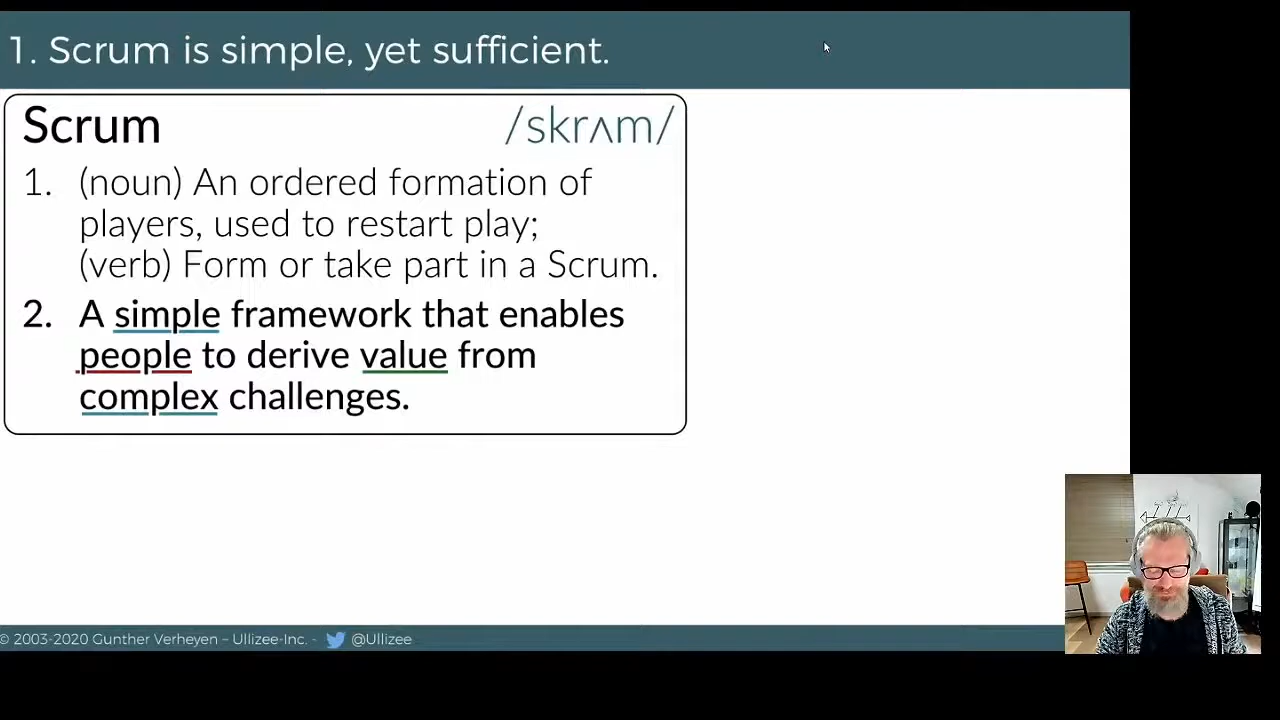 1. Scrum is simple, yet sufficient.
Scrum /skrʌm/
1. (noun) An ordered formation of
players, used to restart play;
(verb) Form or take part in a Scrum.
2. A simple framework that enables
people to derive value from
complex challenges.
© 2003-2020 Gunther Verheyen – Ullizee-Inc. - @Ullizee